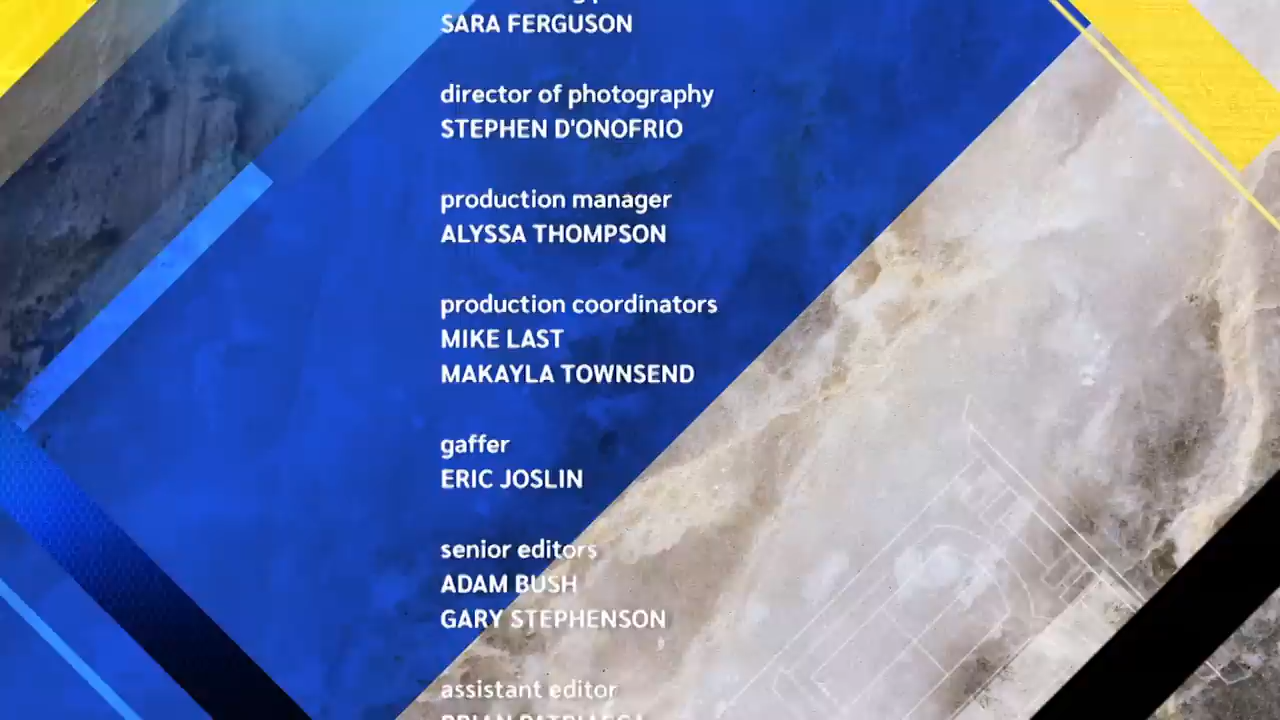 SARA FERGUSON
director of photography
STEPHEN D'ONOFRIO
production manager
ALYSSA THOMPSON
production coordinators
MIKE LAST
MAKAYLA TOWNSEND
gaffer
ERIC JOSLIN
senior editors
ADAM BUSH
GARY STEPHENSON
assistant editor